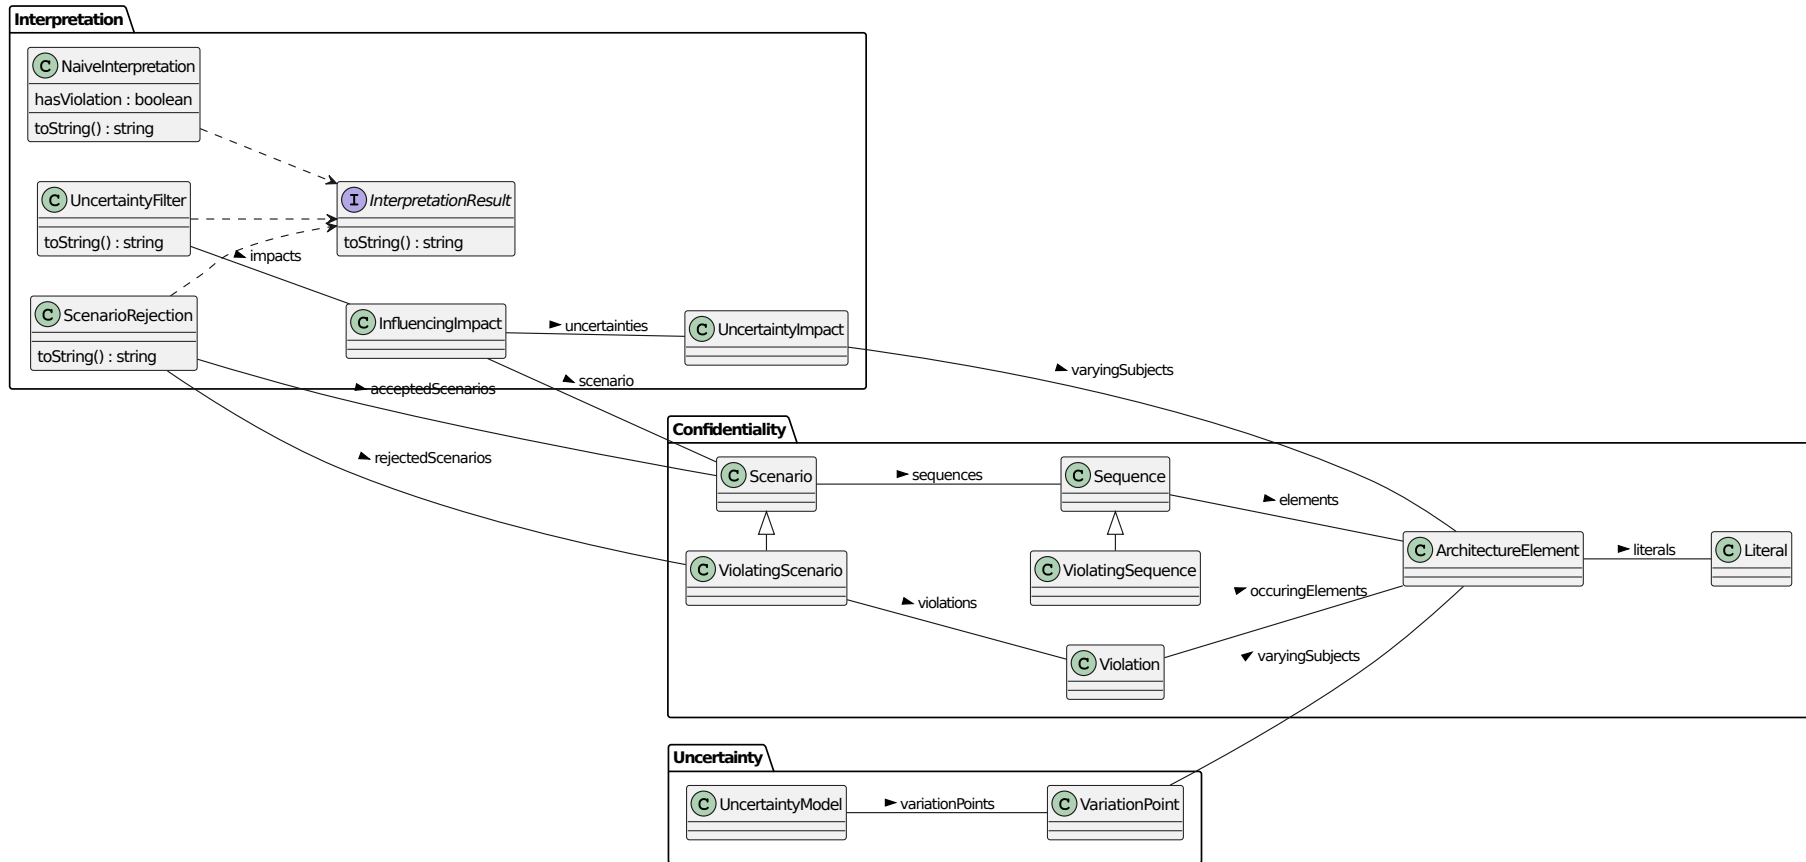 Interpretation
C NaiveInterpretation
hasViolation : boolean
toString() : string
C UncertaintyFilter
toString() : string
I InterpretationResult
toString() : string
impacts
C ScenarioRejection
toString() : string
C InfluencingImpact
uncertainties
C UncertaintyImpact
varyingSubjects
acceptedScenarios
scenario
rejectedScenarios
Confidentiality
C Scenario
sequences
C Sequence
elements
C ViolatingScenario
C ViolatingSequence
C ArchitectureElement
literals
C Literal
violations
occuringElements
C Violation
varyingSubjects
Uncertainty
C UncertaintyModel
variationPoints
C VariationPoint